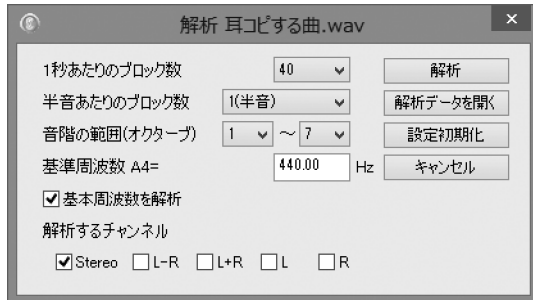 解析 耳コピする曲.wav
1秒あたりのブロック数 40 解析
半音あたりのブロック数 1(半音) 解析データを開く
音階の範囲(オクターブ) 1 ～ 7 設定初期化
基準周波数 A4= 440.00 Hz キャンセル
基本周波数を解析
解析するチャンネル
Stereo L-R L+R L R